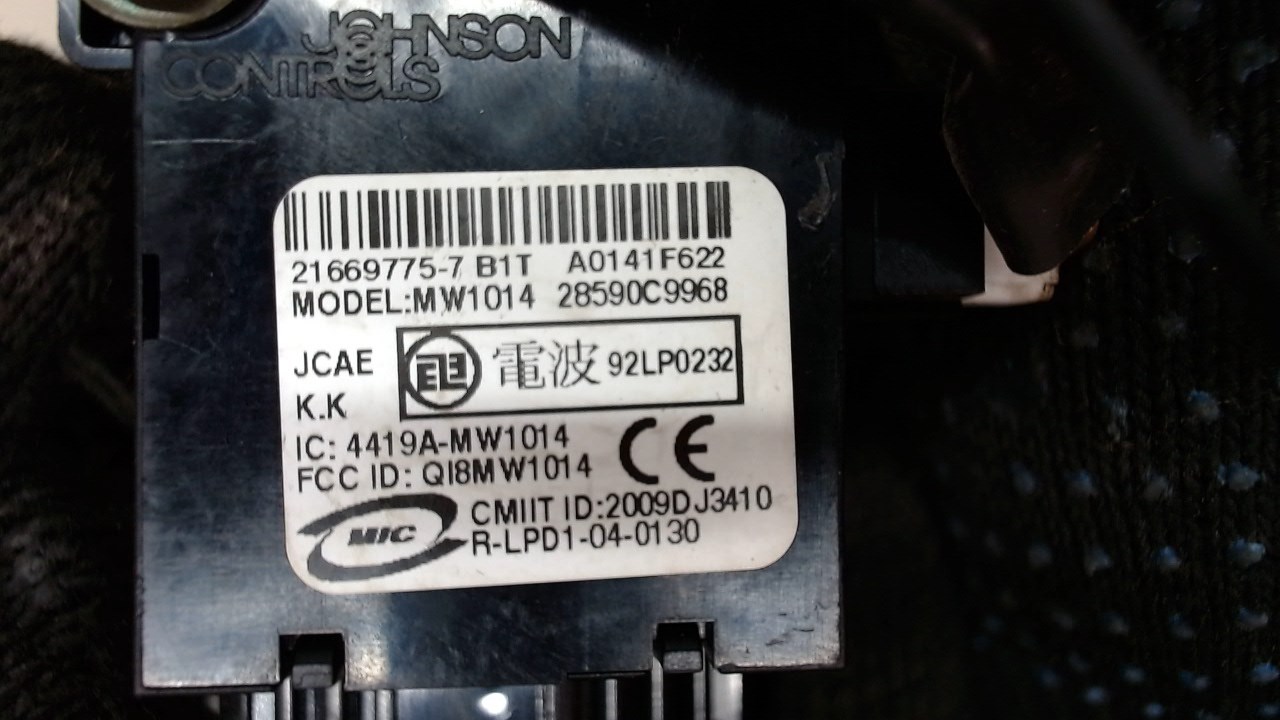 JOHNSON
CONTROLS
21669775-7 B1T A0141F622
MODEL:MW1014 28590C9968
JCAE
K.K
電波 92LP0232
IC: 4419A-MW1014
FCC ID: QI8MW1014
CE
MIC
CMIIT ID:2009DJ3410
R-LPD1-04-0130